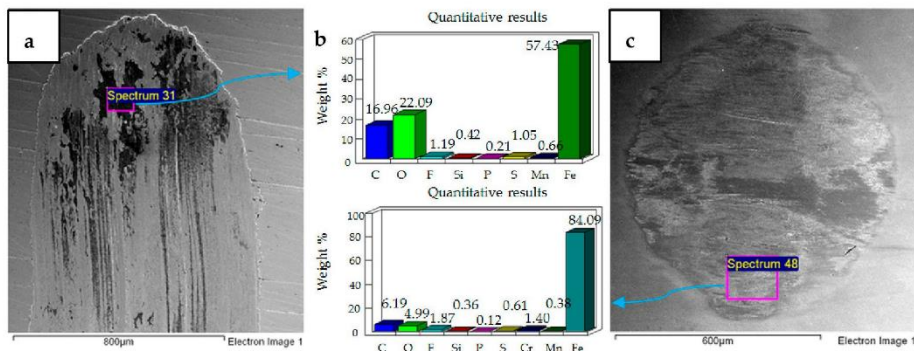 a
Spectrum 31
800µm
Electron Image 1
b
Quantitative results
Weight %
60
50
40
30
20
10
0
16.96
22.09
1.19
0.42
0.21
1.05
0.66
57.43
C O F Si P S Mn Fe
Quantitative results
Weight %
100
80
60
40
20
0
6.19
4.99
1.87
0.36
0.12
0.61
1.40
0.38
84.09
C O F Si P S Cr Mn Fe
c
Spectrum 48
600µm
Electron Image 1